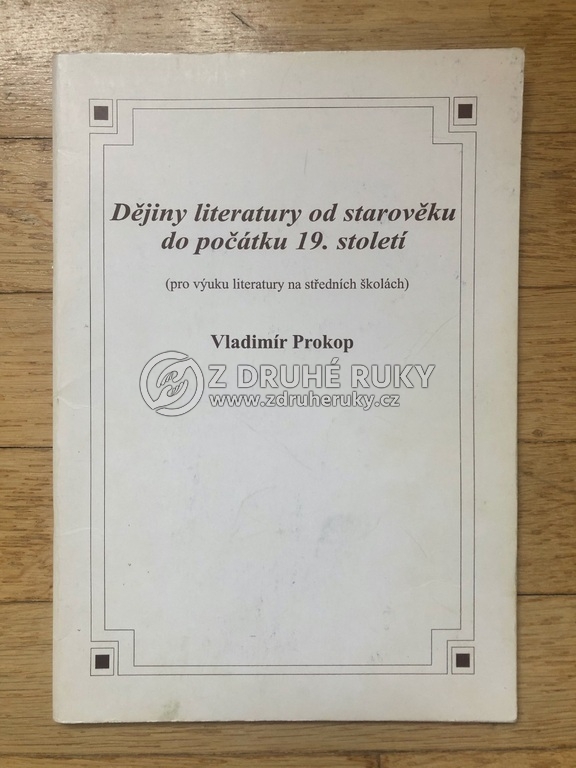 Dějiny literatury od starověku
do počátku 19. století
(pro výuku literatury na středních školách)
Vladimír Prokop
Z DRUHÉ RUKY
www.zdruheruky.cz